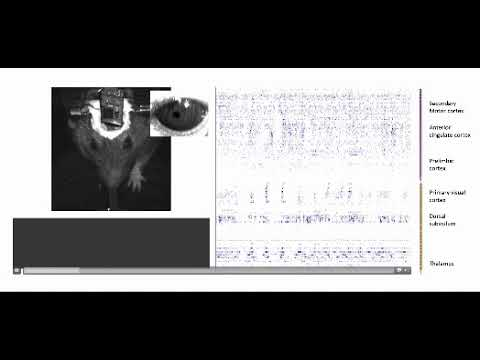 Secondary
Motor cortex
Anterior
cingulate cortex
Prelimbic
cortex
Primary visual
cortex
Dorsal
subiculum
Thalamus